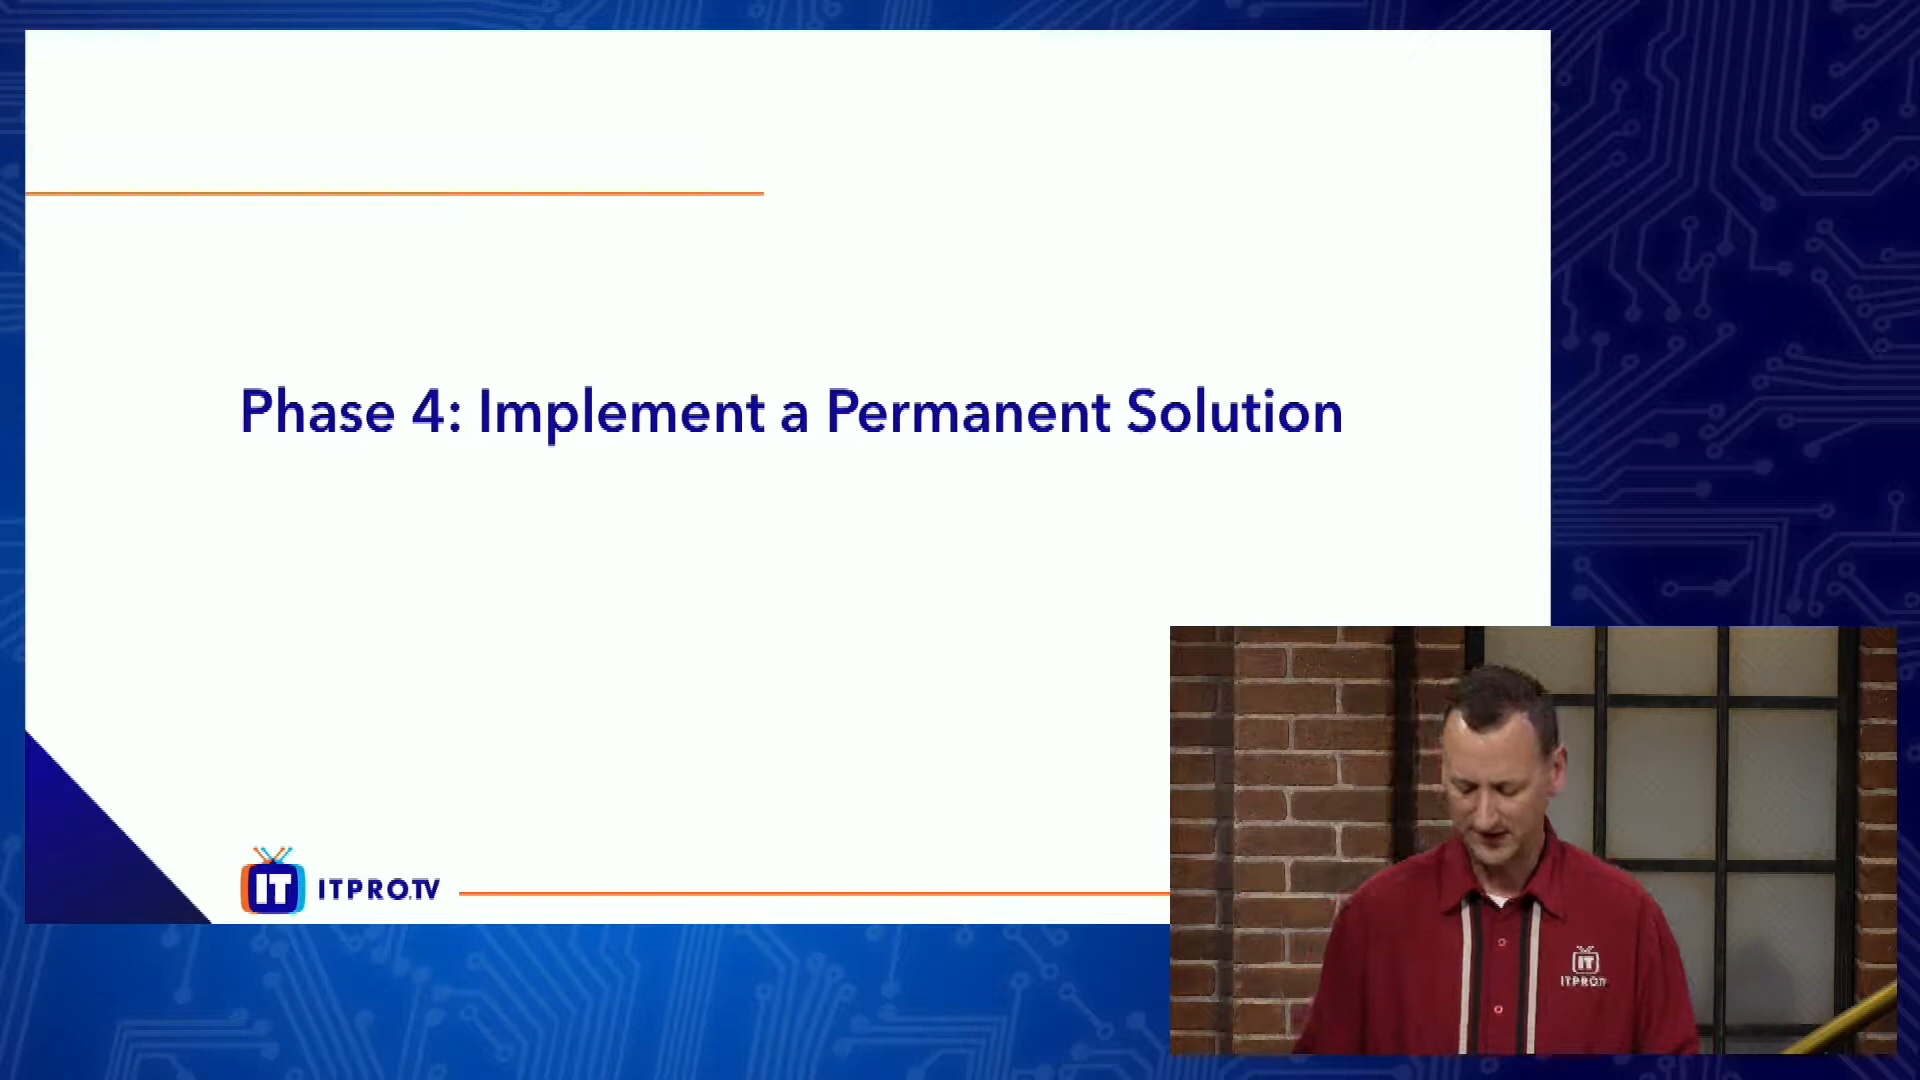 Phase 4: Implement a Permanent Solution
IT ITPRO.TV
IT
ITPRO.TV